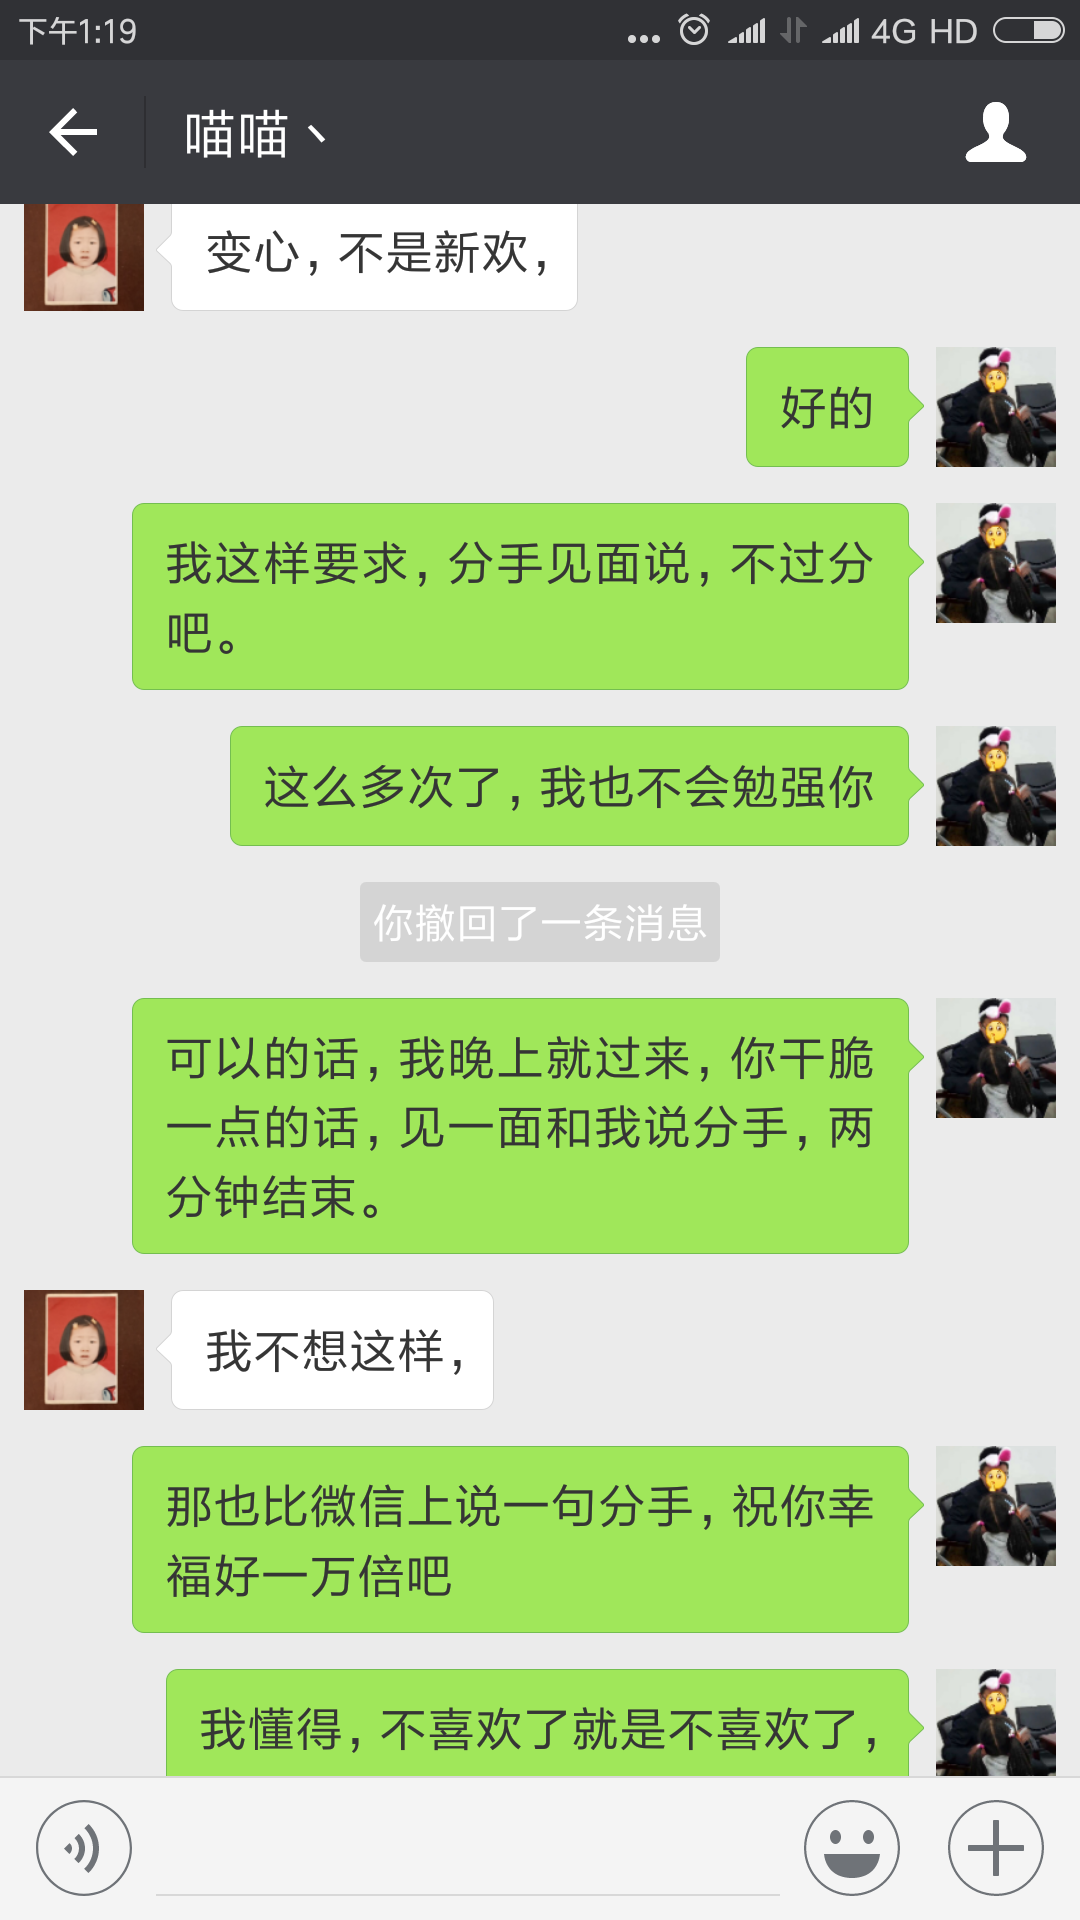 下午1:19
4G HD
喵喵丶
变心，不是新欢，
好的
我这样要求，分手见面说，不过分
吧。
这么多次了，我也不会勉强你
你撤回了一条消息
可以的话，我晚上就过来，你干脆
一点的话，见一面和我说分手，两
分钟结束。
我不想这样，
那也比微信上说一句分手，祝你幸
福好一万倍吧
我懂得，不喜欢了就是不喜欢了，